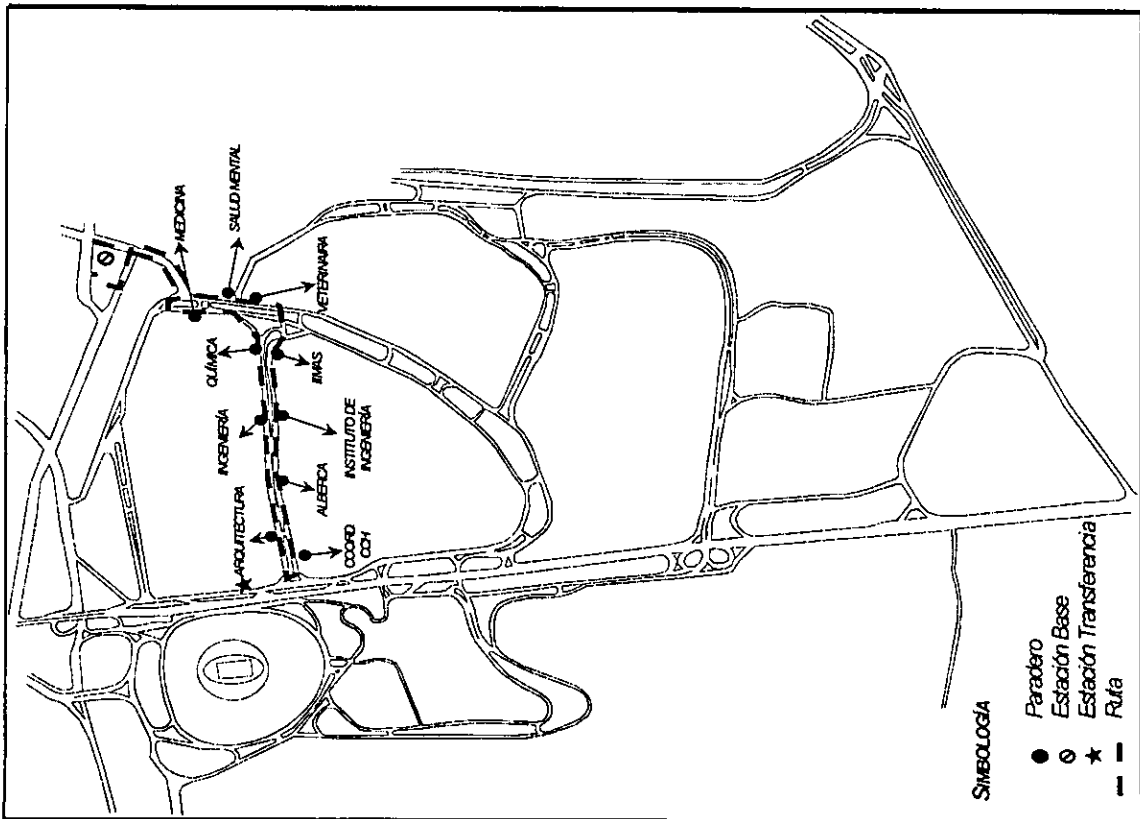 MEDICINA
SALUD MENTAL
VETERINAIRA
QUÍMICA
IIMAS
INGENIERÍA
INSTITUTO DE
INGENIERÍA
ALBERCA
ARQUITECTURA
COORD.
CCH
SIMBOLOGÍA
Paradero
Estación Base
Estación Transferencia
Ruta